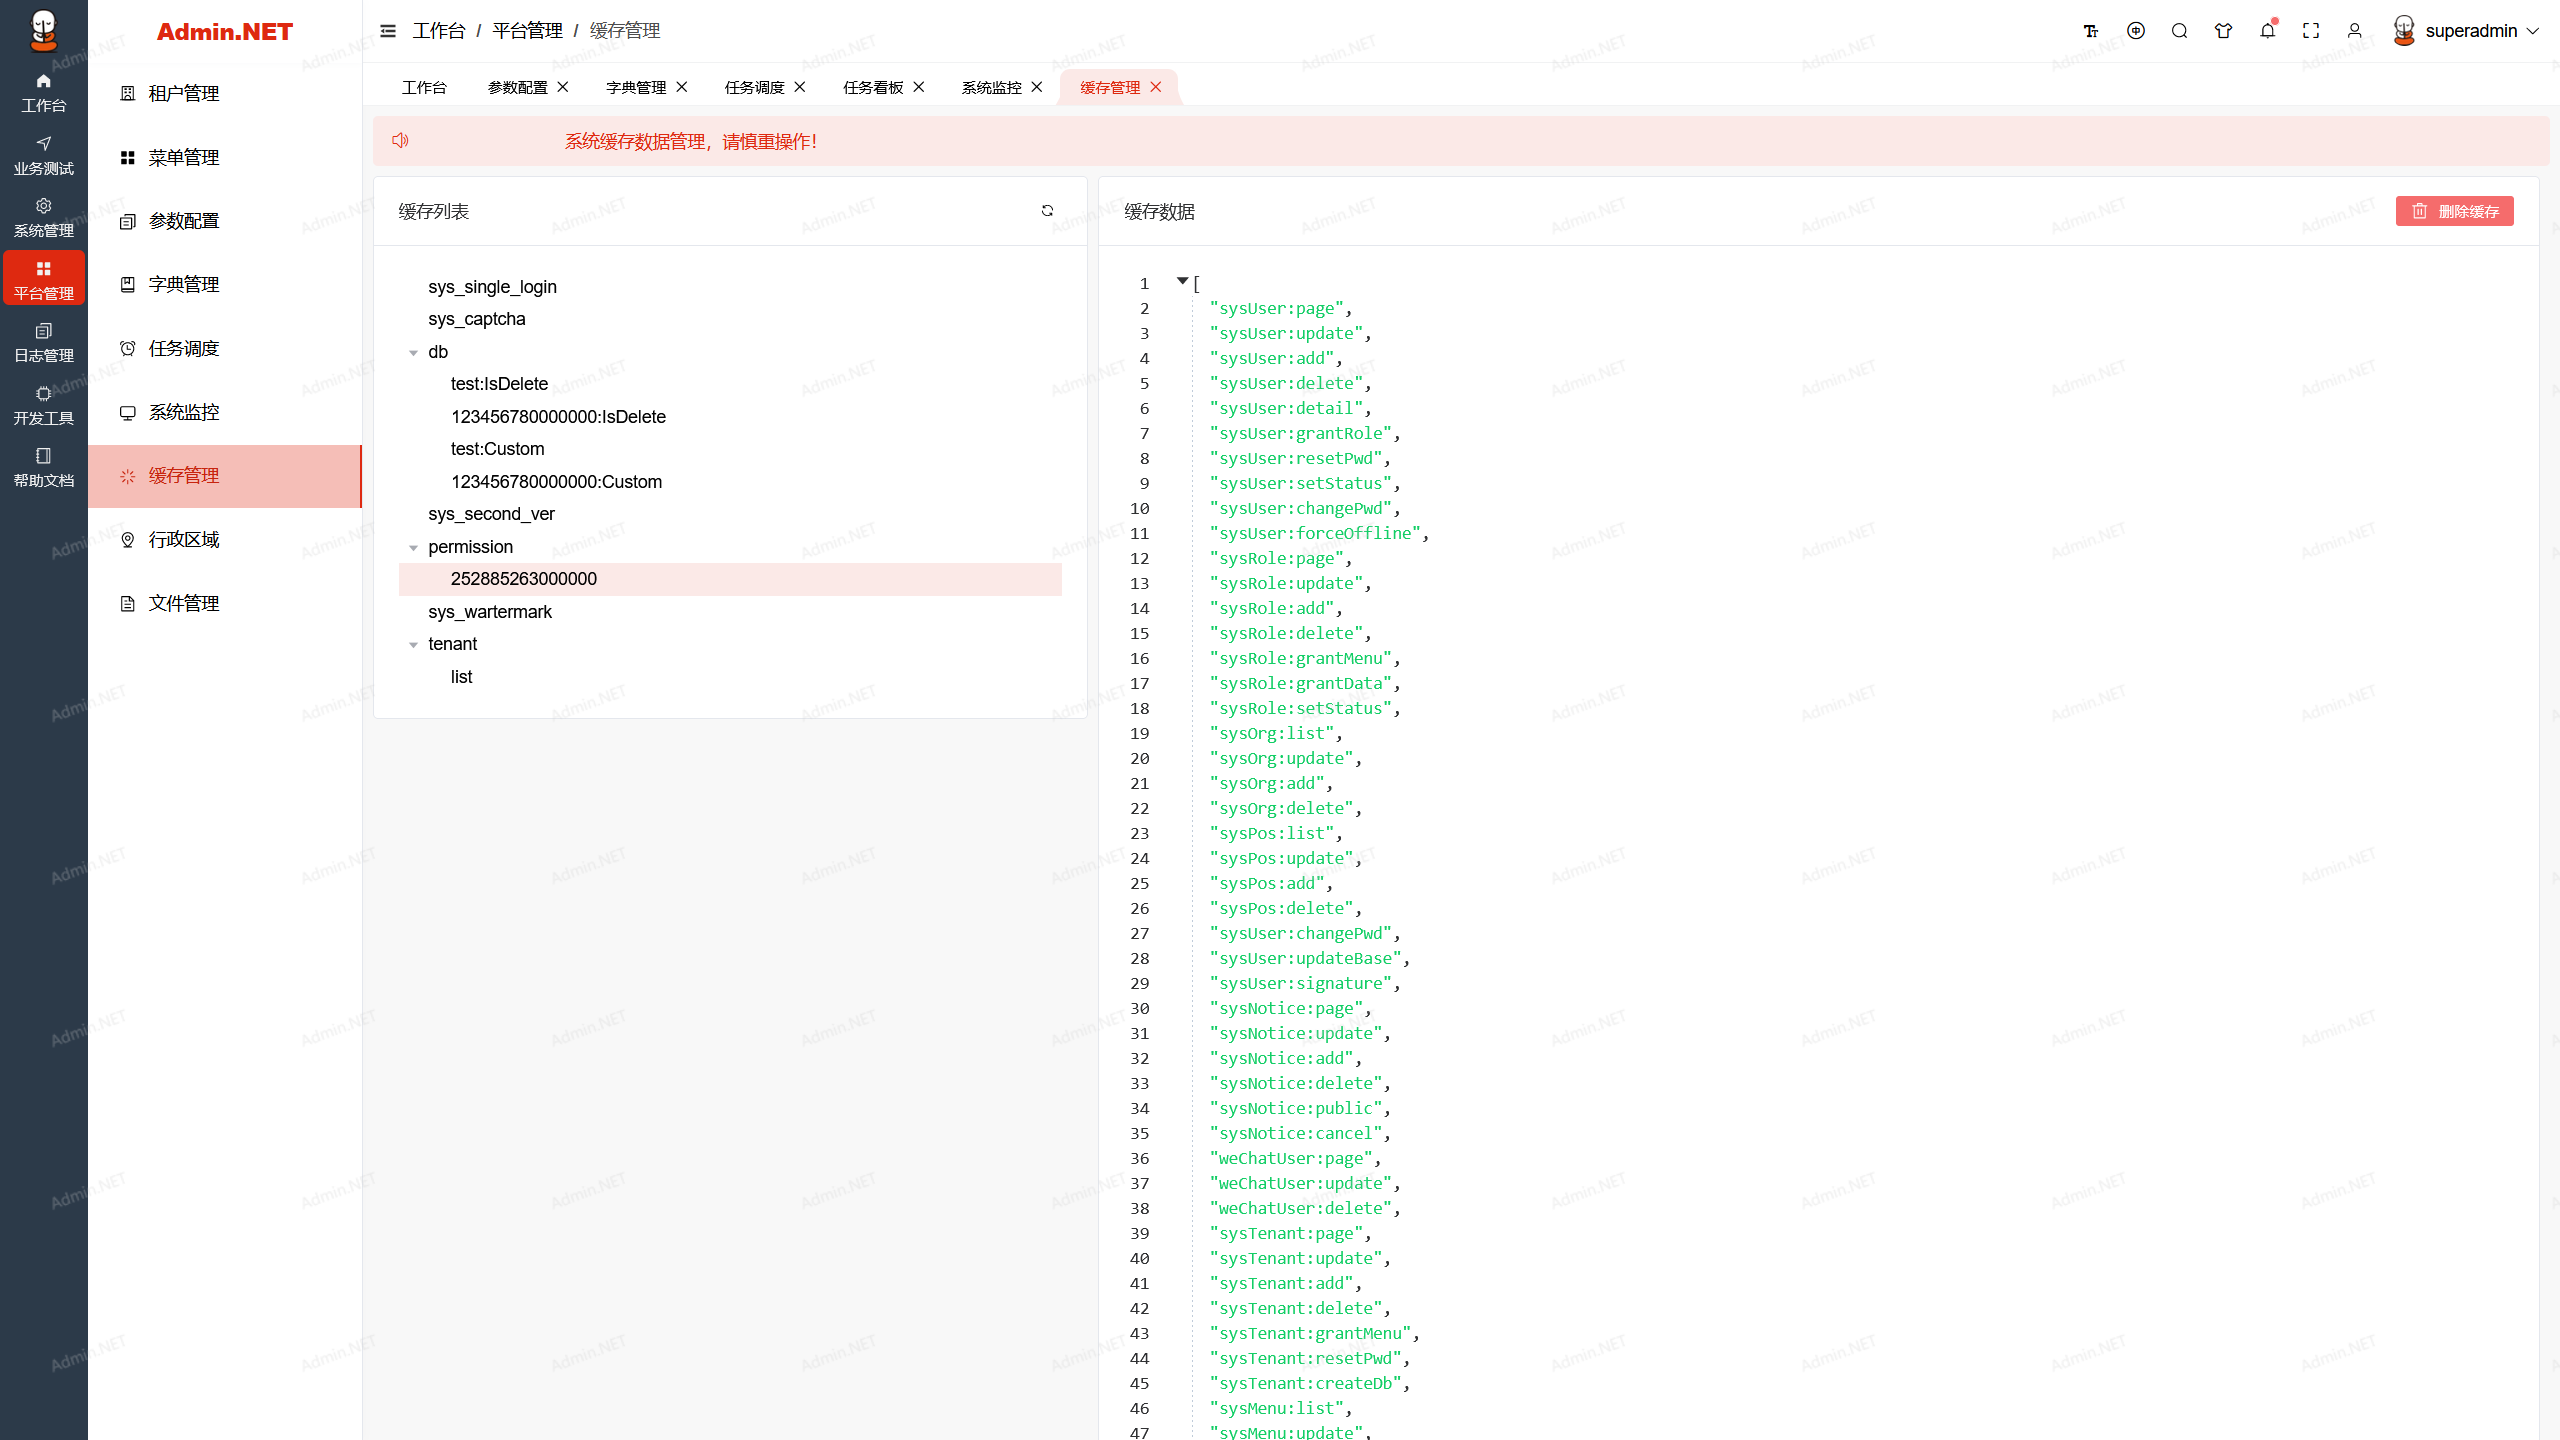 Admin.NET
工作台 / 平台管理 / 缓存管理
superadmin
工作台
业务测试
系统管理
平台管理
日志管理
开发工具
帮助文档
租户管理
菜单管理
参数配置
字典管理
任务调度
系统监控
缓存管理
行政区域
文件管理
工作台 参数配置 字典管理 任务调度 任务看板 系统监控 缓存管理
系统缓存数据管理，请慎重操作！
缓存列表
sys_single_login
sys_captcha
db
test:IsDelete
123456780000000:IsDelete
test:Custom
123456780000000:Custom
sys_second_ver
permission
252885263000000
sys_wartermark
tenant
list
缓存数据
删除缓存
1 [
2 "sysUser:page",
3 "sysUser:update",
4 "sysUser:add",
5 "sysUser:delete",
6 "sysUser:detail",
7 "sysUser:grantRole",
8 "sysUser:resetPwd",
9 "sysUser:setStatus",
10 "sysUser:changePwd",
11 "sysUser:forceOffline",
12 "sysRole:page",
13 "sysRole:update",
14 "sysRole:add",
15 "sysRole:delete",
16 "sysRole:grantMenu",
17 "sysRole:grantData",
18 "sysRole:setStatus",
19 "sysOrg:list",
20 "sysOrg:update",
21 "sysOrg:add",
22 "sysOrg:delete",
23 "sysPos:list",
24 "sysPos:update",
25 "sysPos:add",
26 "sysPos:delete",
27 "sysUser:changePwd",
28 "sysUser:updateBase",
29 "sysUser:signature",
30 "sysNotice:page",
31 "sysNotice:update",
32 "sysNotice:add",
33 "sysNotice:delete",
34 "sysNotice:public",
35 "sysNotice:cancel",
36 "weChatUser:page",
37 "weChatUser:update",
38 "weChatUser:delete",
39 "sysTenant:page",
40 "sysTenant:update",
41 "sysTenant:add",
42 "sysTenant:delete",
43 "sysTenant:grantMenu",
44 "sysTenant:resetPwd",
45 "sysTenant:createDb",
46 "sysMenu:list",
47 "sysMenu:update",